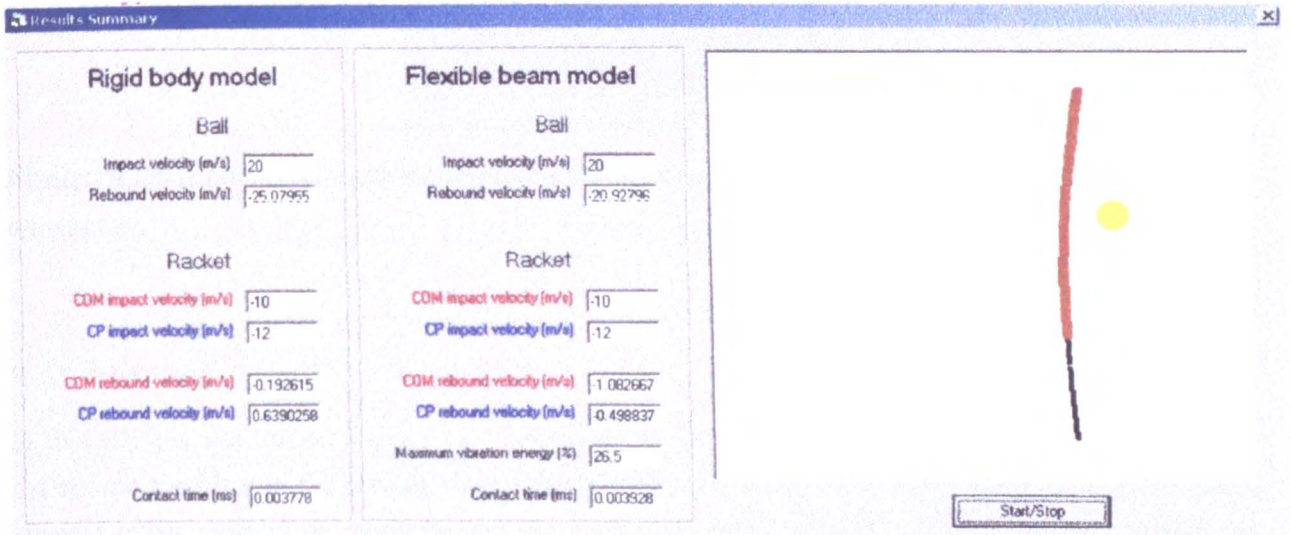 Results Summary
Rigid body model
Ball
Impact velocity (m/s) 20
Rebound velocity (m/s) -25.07955
Racket
COM impact velocity (m/s) -10
CP impact velocity (m/s) -12
COM rebound velocity (m/s) -0.192615
CP rebound velocity (m/s) 0.6390258
Contact time (ms) 0.003778
Flexible beam model
Ball
Impact velocity (m/s) 20
Rebound velocity (m/s) -20.92796
Racket
COM impact velocity (m/s) -10
CP impact velocity (m/s) -12
COM rebound velocity (m/s) -1.082667
CP rebound velocity (m/s) -0.498837
Maximum vibration energy (%) 26.5
Contact time (ms) 0.003928
Start/Stop